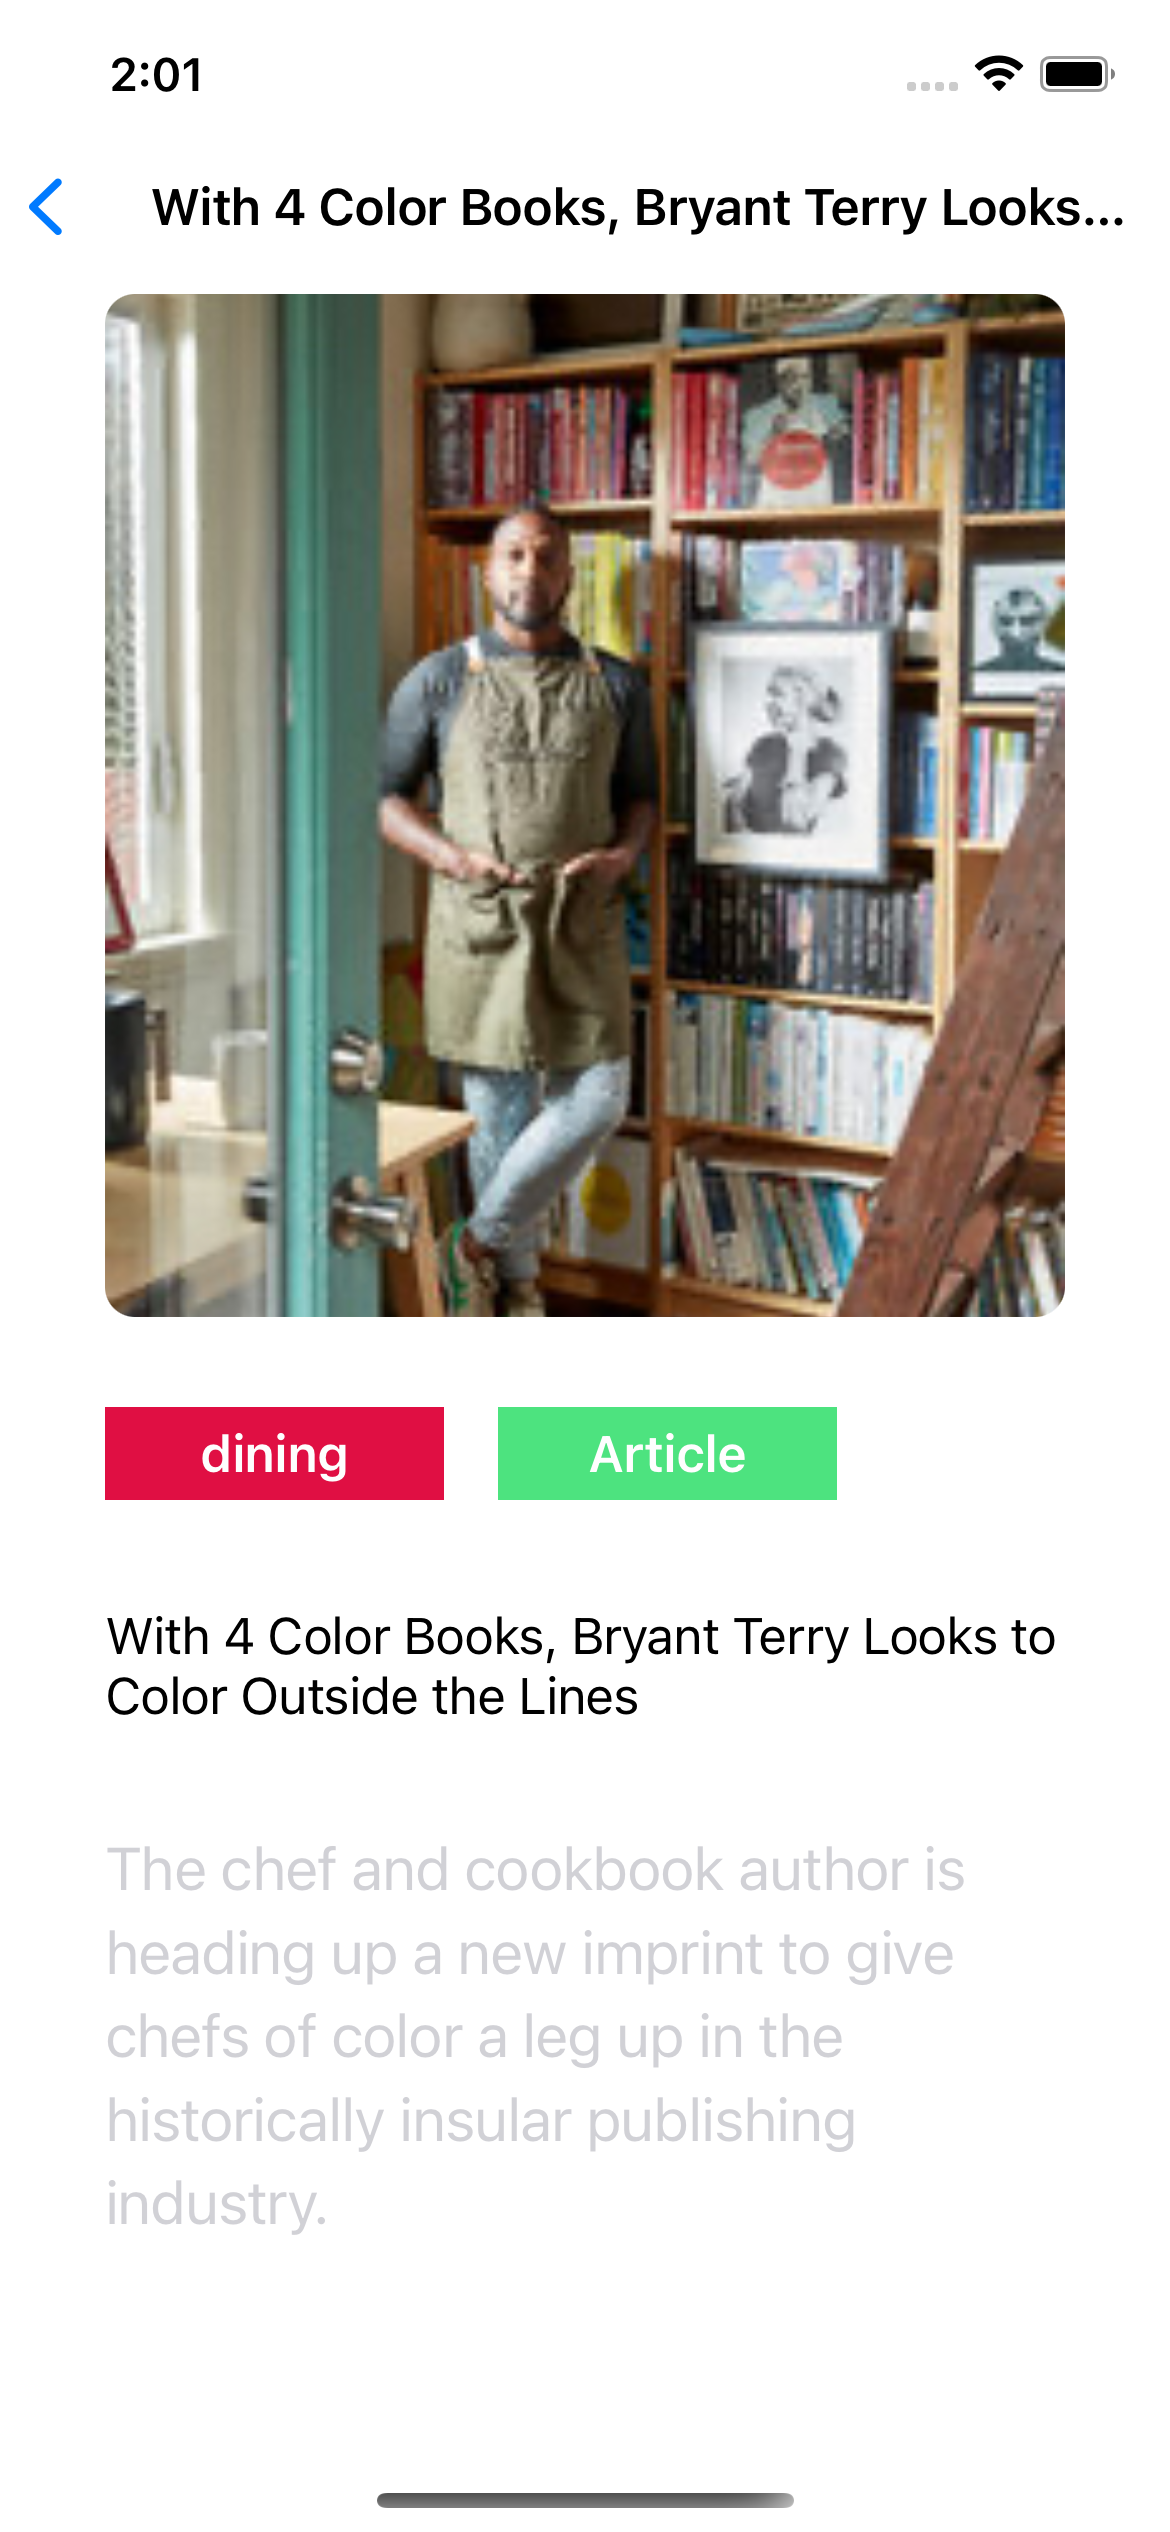 2:01
With 4 Color Books, Bryant Terry Looks...
dining
Article
With 4 Color Books, Bryant Terry Looks to
Color Outside the Lines
The chef and cookbook author is
heading up a new imprint to give
chefs of color a leg up in the
historically insular publishing
industry.